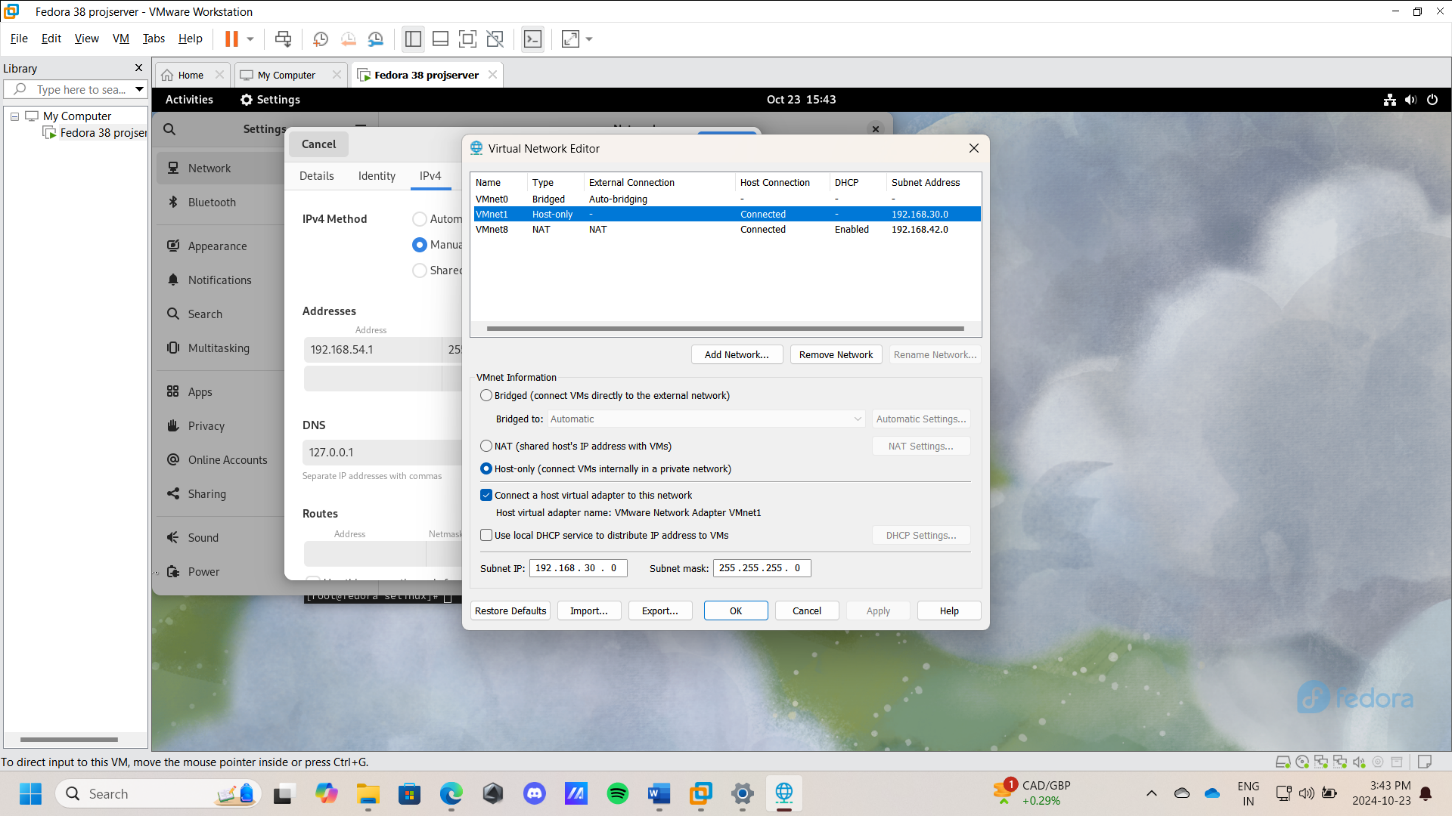 Fedora 38 projserver - VMware Workstation
File Edit View VM Tabs Help
Library
Type here to sea...
My Computer
Fedora 38 projser
Home
My Computer
Fedora 38 projserver
Activities
Settings
Oct 23 15:43
Settings
Network
Bluetooth
Appearance
Notifications
Search
Multitasking
Apps
Privacy
Online Accounts
Sharing
Sound
Power
Cancel
Details Identity IPv4
IPv4 Method
Autom
Manua
Shared
Addresses
Address
192.168.54.1 25
DNS
127.0.0.1
Separate IP addresses with commas
Routes
Address Netmask
[root@fedora selinux]#
Virtual Network Editor
Name Type External Connection Host Connection DHCP Subnet Address
VMnet0 Bridged Auto-bridging - - -
VMnet1 Host-only - Connected - 192.168.30.0
VMnet8 NAT NAT Connected Enabled 192.168.42.0
Add Network... Remove Network Rename Network...
VMnet Information
Bridged (connect VMs directly to the external network)
Bridged to: Automatic Automatic Settings...
NAT (shared host's IP address with VMs) NAT Settings...
Host-only (connect VMs internally in a private network)
Connect a host virtual adapter to this network
Host virtual adapter name: VMware Network Adapter VMnet1
Use local DHCP service to distribute IP address to VMs DHCP Settings...
Subnet IP: 192 . 168 . 30 . 0 Subnet mask: 255 . 255 . 255 . 0
Restore Defaults Import... Export... OK Cancel Apply Help
fedora
To direct input to this VM, move the mouse pointer inside or press Ctrl+G.
Search
1
CAD/GBP
+0.29%
ENG
IN
3:43 PM
2024-10-23